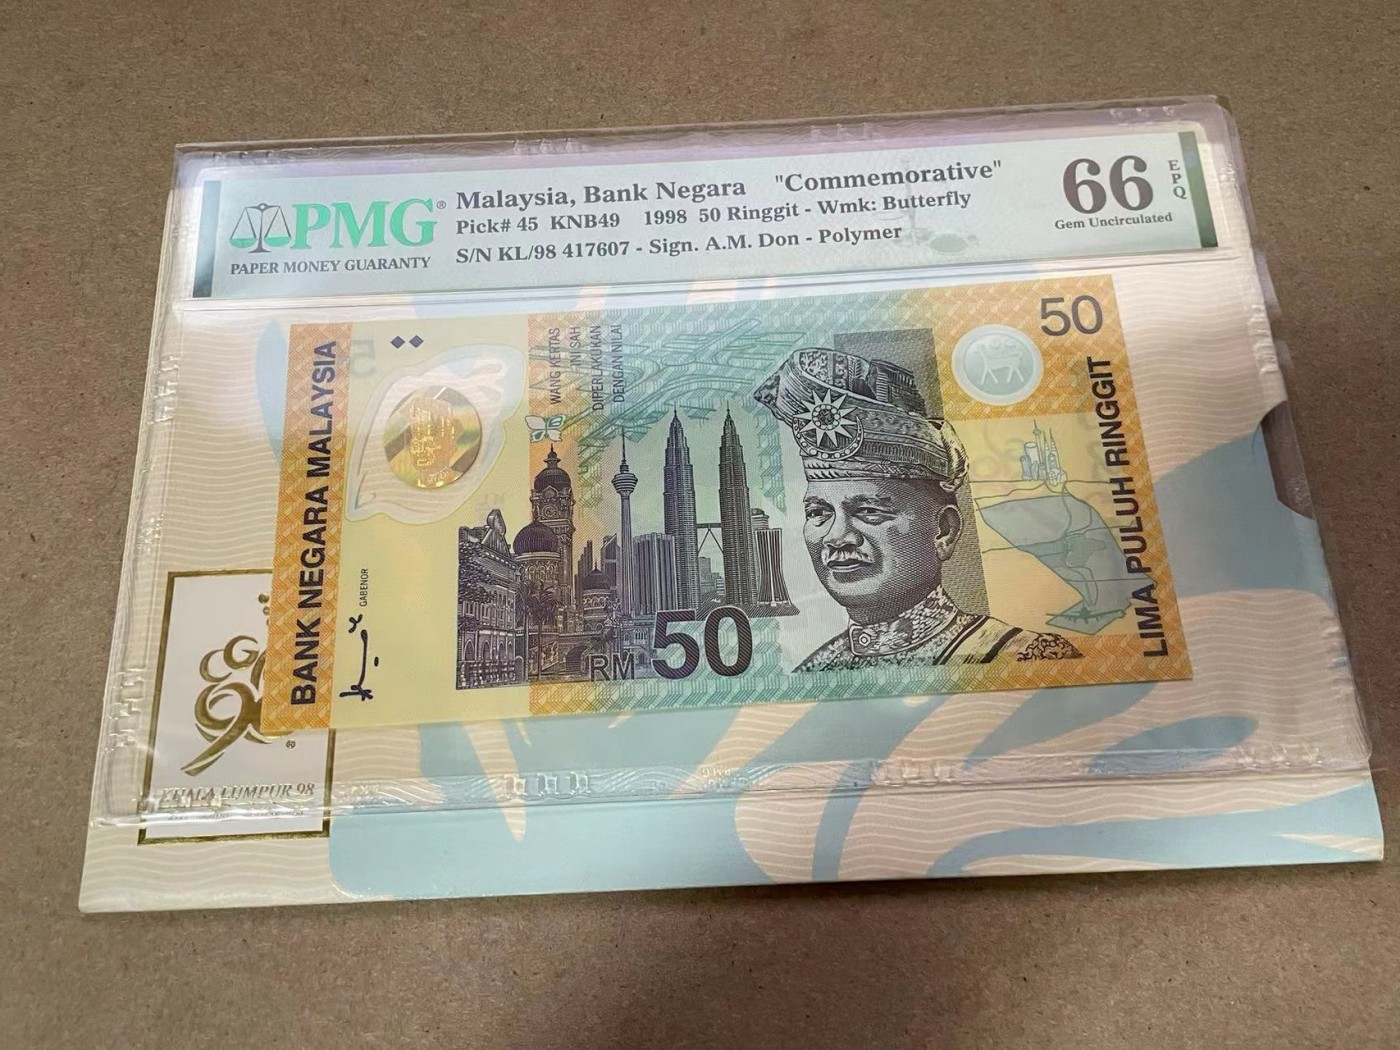 PMG®
PAPER MONEY GUARANTY
Malaysia, Bank Negara "Commemorative"
Pick# 45 KNB49 1998 50 Ringgit - Wmk: Butterfly
S/N KL/98 417607 - Sign. A.M. Don - Polymer
66
EPQ
Gem Uncirculated
BANK NEGARA MALAYSIA
WANG KERTAS
INI SAH
DIPERLAKUKAN
DENGAN NILAI
GABENOR
RM 50
50
LIMA PULUH RINGGIT
98
®
KUALA LUMPUR 98